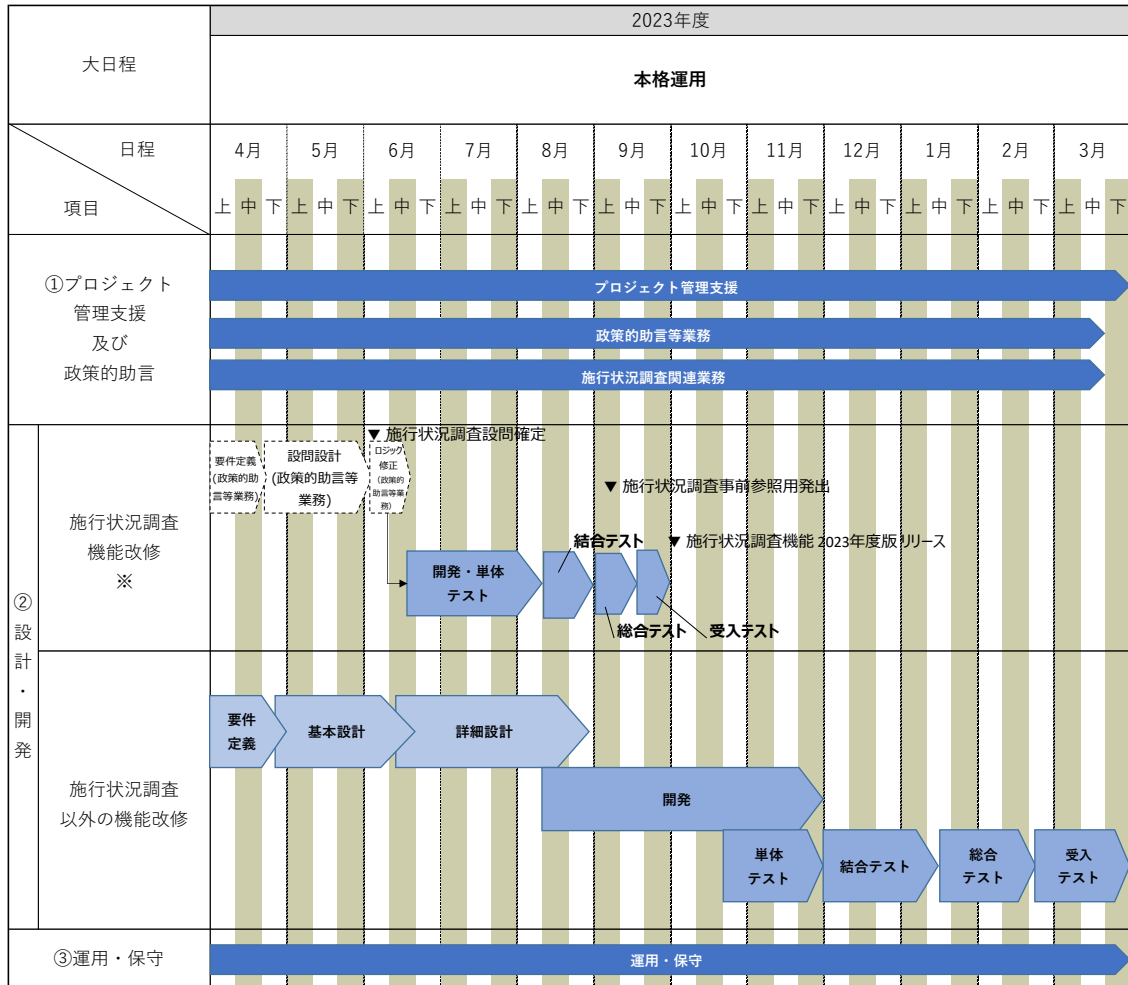 2023年度
大日程
本格運用
日程
項目
4月 5月 6月 7月 8月 9月 10月 11月 12月 1月 2月 3月
上 中 下 上 中 下 上 中 下 上 中 下 上 中 下 上 中 下 上 中 下 上 中 下 上 中 下 上 中 下 上 中 下 上 中 下
①プロジェクト
管理支援
及び
政策的助言
プロジェクト管理支援
政策的助言等業務
施行状況調査関連業務
②
設
計
・
開
発
施行状況調査
機能改修
※
▼ 施行状況調査設問確定
要件定義
(政策的助
言等業務)
設問設計
(政策的助言等
業務)
ロジック
修正
(政策的
助言等業
務)
▼ 施行状況調査事前参照用発出
▼ 施行状況調査機能 2023年度版リリース
開発・単体
テスト
結合テスト
総合テスト
受入テスト
施行状況調査
以外の機能改修
要件
定義
基本設計
詳細設計
開発
単体
テスト
結合テスト
総合
テスト
受入
テスト
③運用・保守
運用・保守